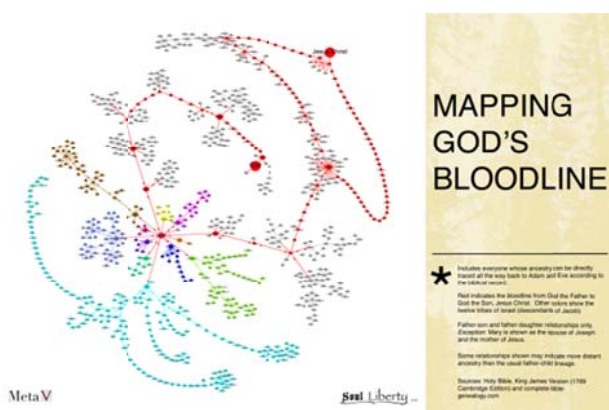 Jesus Christ
MAPPING
GOD'S
BLOODLINE
* Includes everyone whose ancestry can be directly
traced all the way back to Adam and Eve according to
the biblical record.
Red indicates the bloodline from God the Father to
God the Son, Jesus Christ. Other colors show the
twelve tribes of Israel (descendants of Jacob).
Father-son and father-daughter relationships only.
Exception: Mary is shown as the spouse of Joseph
and the mother of Jesus.
Some relationships shown may indicate more distant
ancestry than the usual father-child lineage.
Sources: Holy Bible, King James Version (1769
Cambridge Edition) and complete-bible-
genealogy.com
MetaV
Soul Liberty